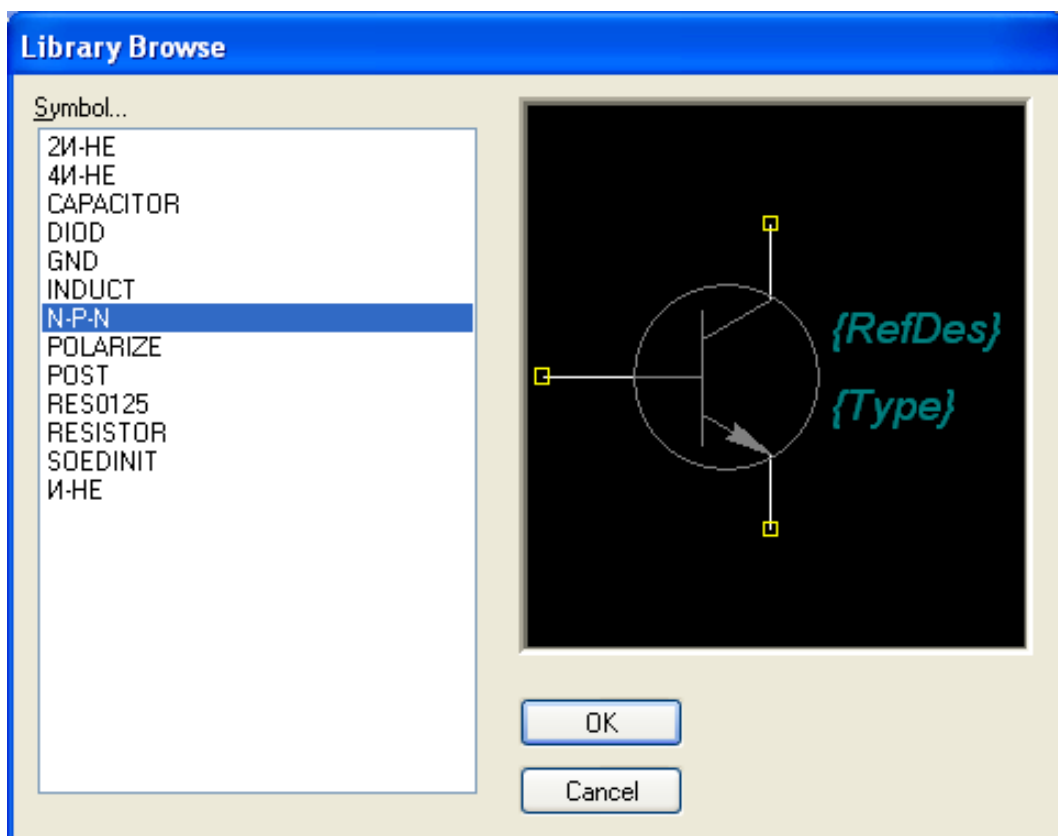 Library Browse
Symbol...
2И-НЕ
4И-НЕ
CAPACITOR
DIOD
GND
INDUCT
N-P-N
POLARIZE
POST
RES0125
RESISTOR
SOEDINIT
И-НЕ
{RefDes}
{Type}
OK
Cancel